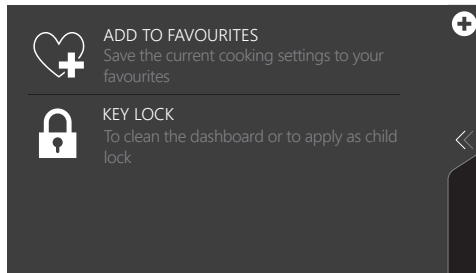 ADD TO FAVOURITES
Save the current cooking settings to your
favourites
KEY LOCK
To clean the dashboard or to apply as child
lock